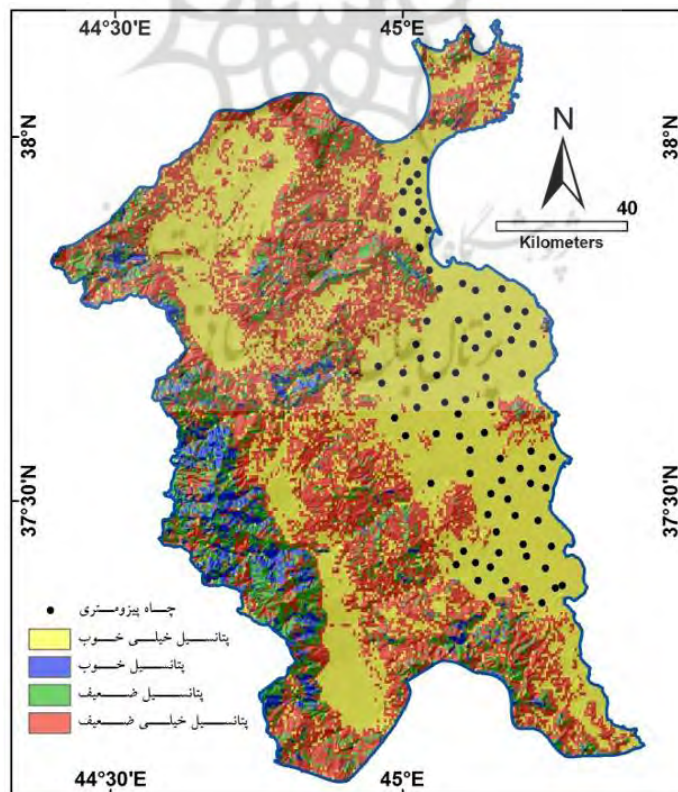 44°30'E 45°E
38°N 38°N
N
40
Kilometers
37°30'N 37°30'N
چاه پیزومتری
پتانسیل خیلی خوب
پتانسیل خوب
پتانسیل ضعیف
پتانسیل خیلی ضعیف
44°30'E 45°E